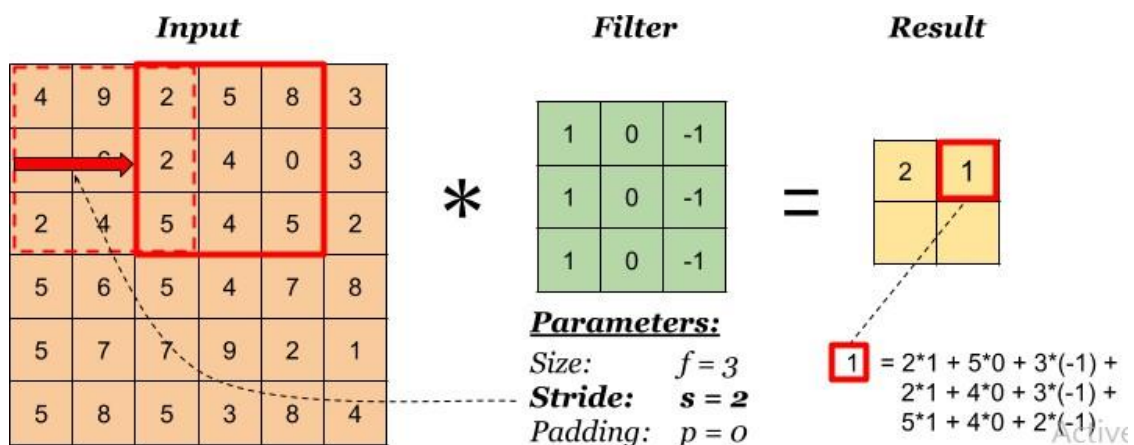 Input Filter Result
4 9 2 5 8 3
2 4 0 3
2 4 5 4 5 2
5 6 5 4 7 8
5 7 7 9 2 1
5 8 5 3 8 4
1 0 -1
1 0 -1
1 0 -1
*
=
2 1
Parameters:
Size: f = 3
Stride: s = 2
Padding: p = 0
1 = 2*1 + 5*0 + 3*(-1) +
2*1 + 4*0 + 3*(-1) +
5*1 + 4*0 + 2*(-1)
Active